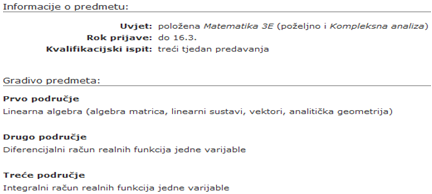 Informacije o predmetu:
Uvjet: položena Matematika 3E (poželjno i Kompleksna analiza)
Rok prijave: do 16.3.
Kvalifikacijski ispit: treći tjedan predavanja
Gradivo predmeta:
Prvo područje
Linearna algebra (algebra matrica, linearni sustavi, vektori, analitička geometrija)
Drugo područje
Diferencijalni račun realnih funkcija jedne varijable
Treće područje
Integralni račun realnih funkcija jedne varijable